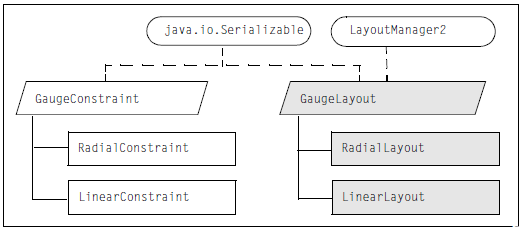 java.io.Serializable
LayoutManager2
GaugeConstraint
GaugeLayout
RadialConstraint
RadialLayout
LinearConstraint
LinearLayout